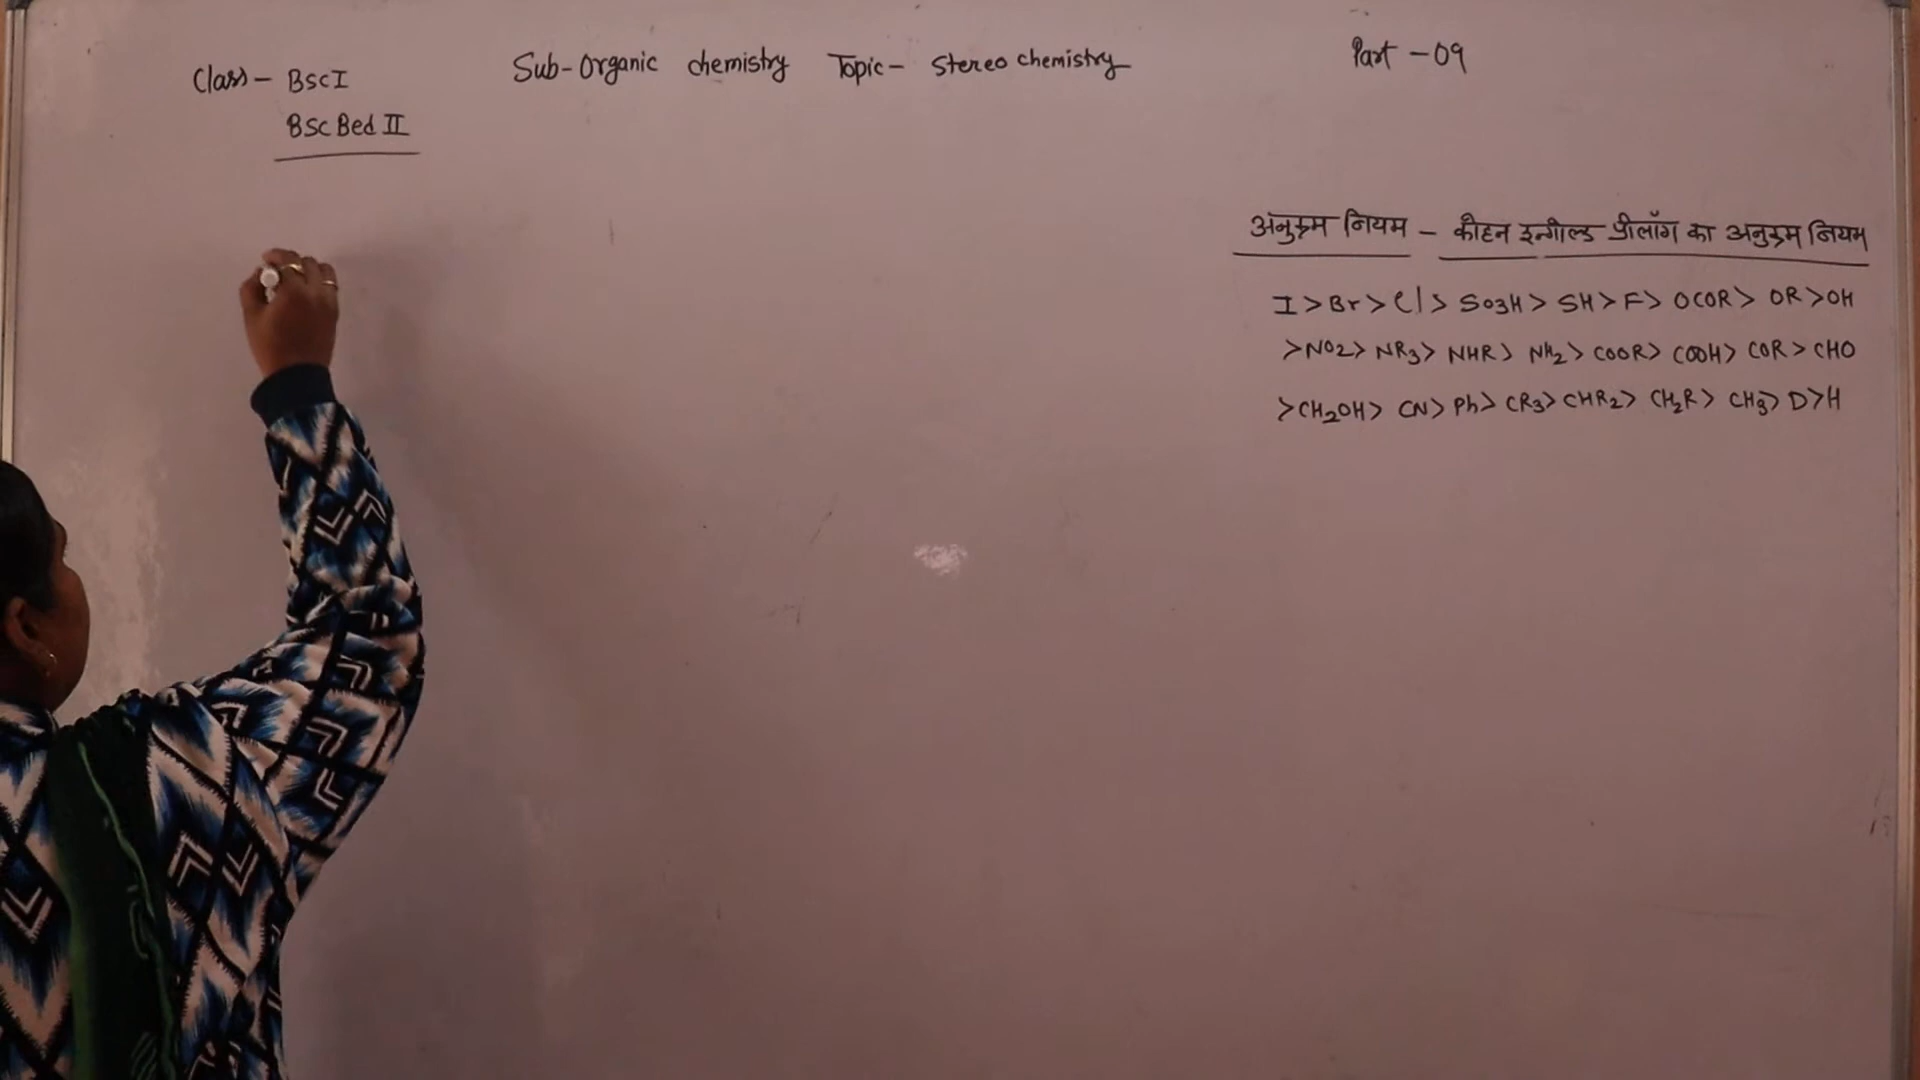 Class - BSc I
Sub-Organic chemistry Topic - Stereo chemistry
Part - 09
BSc Bed II
अनुक्रम नियम - कॉहन इन्गोल्ड प्रीलॉग का अनुक्रम नियम
I > Br > Cl > SO3H > SH > F > OCOR > OR > OH
> NO2 > NR3 > NHR > NH2 > COOR > COOH > COR > CHO
> CH2OH > CN > Ph > CR3 > CHR2 > CH2R > CH3 > D > H